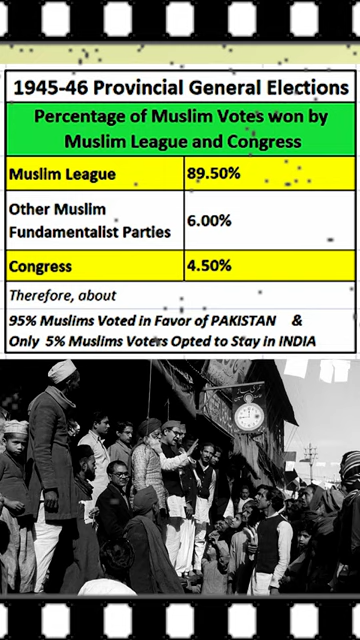 1945-46 Provincial General Elections
Percentage of Muslim Votes won by
Muslim League and Congress
Muslim League 89.50%
Other Muslim
Fundamentalist Parties 6.00%
Congress 4.50%
Therefore, about
95% Muslims Voted in Favor of PAKISTAN &
Only 5% Muslims Voters Opted to Stay in INDIA